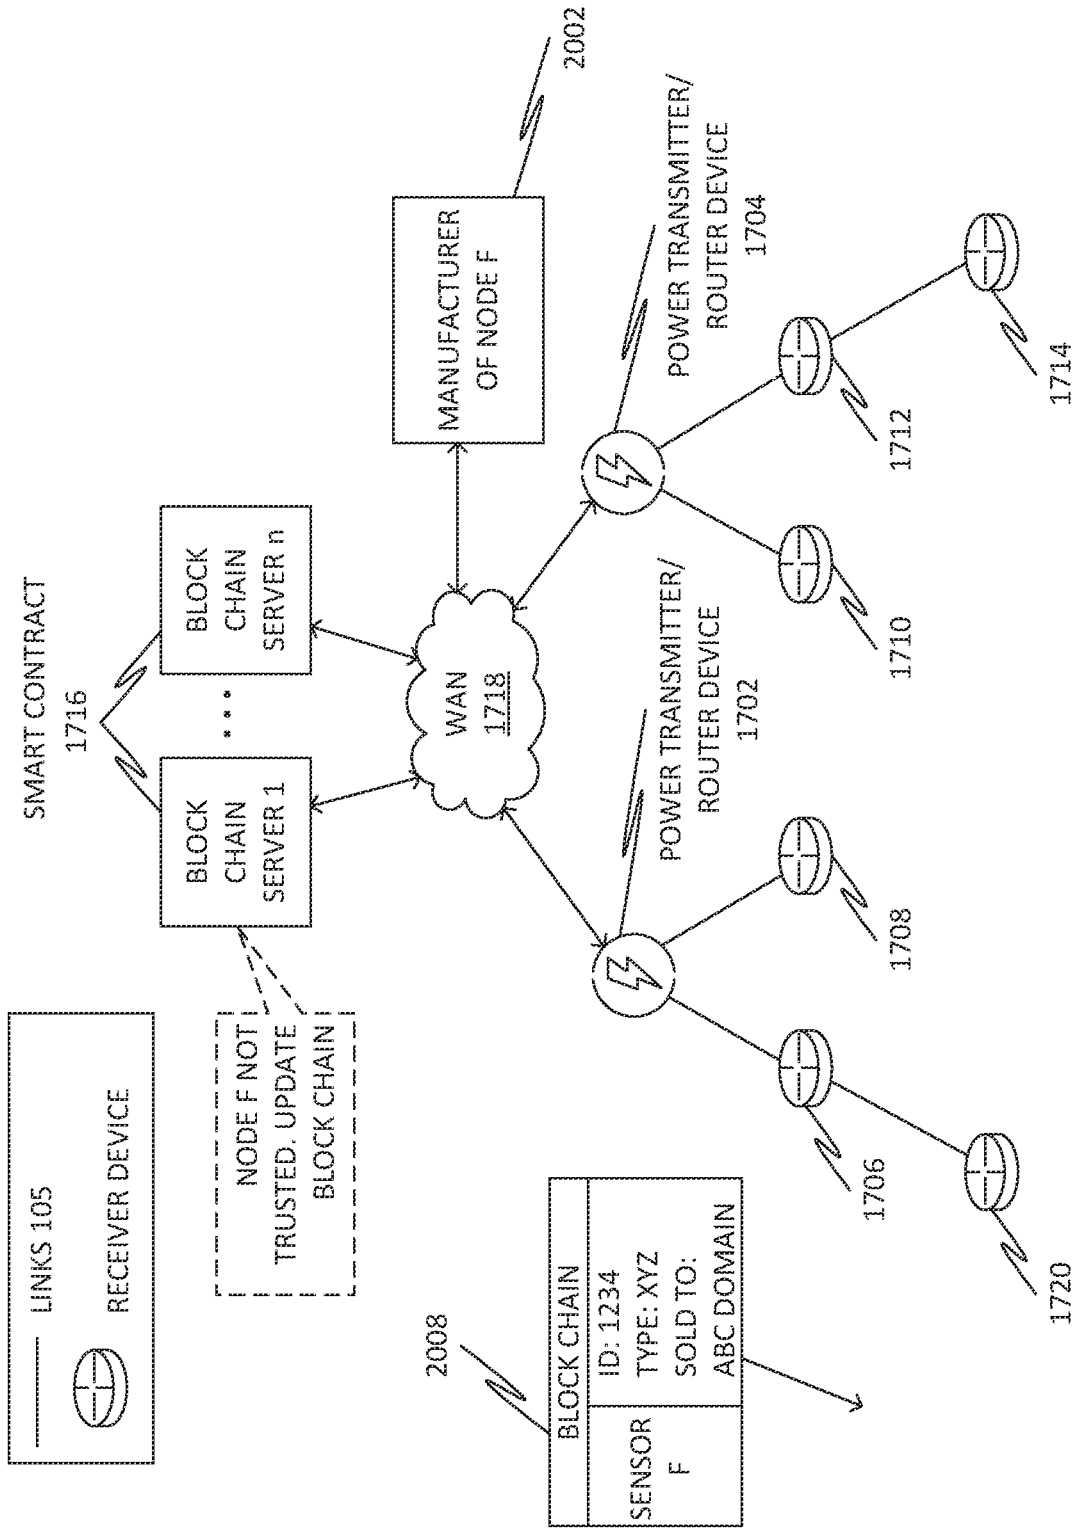 LINKS 105
RECEIVER DEVICE
SMART CONTRACT
1716
NODE F NOT
TRUSTED. UPDATE
BLOCK CHAIN
BLOCK
CHAIN
SERVER 1
BLOCK
CHAIN
SERVER n
WAN
1718
MANUFACTURER
OF NODE F
2002
2008
BLOCK CHAIN
SENSOR
F
ID: 1234
TYPE: XYZ
SOLD TO:
ABC DOMAIN
POWER TRANSMITTER/
ROUTER DEVICE
1702
POWER TRANSMITTER/
ROUTER DEVICE
1704
1706
1708
1710
1712
1720
1714